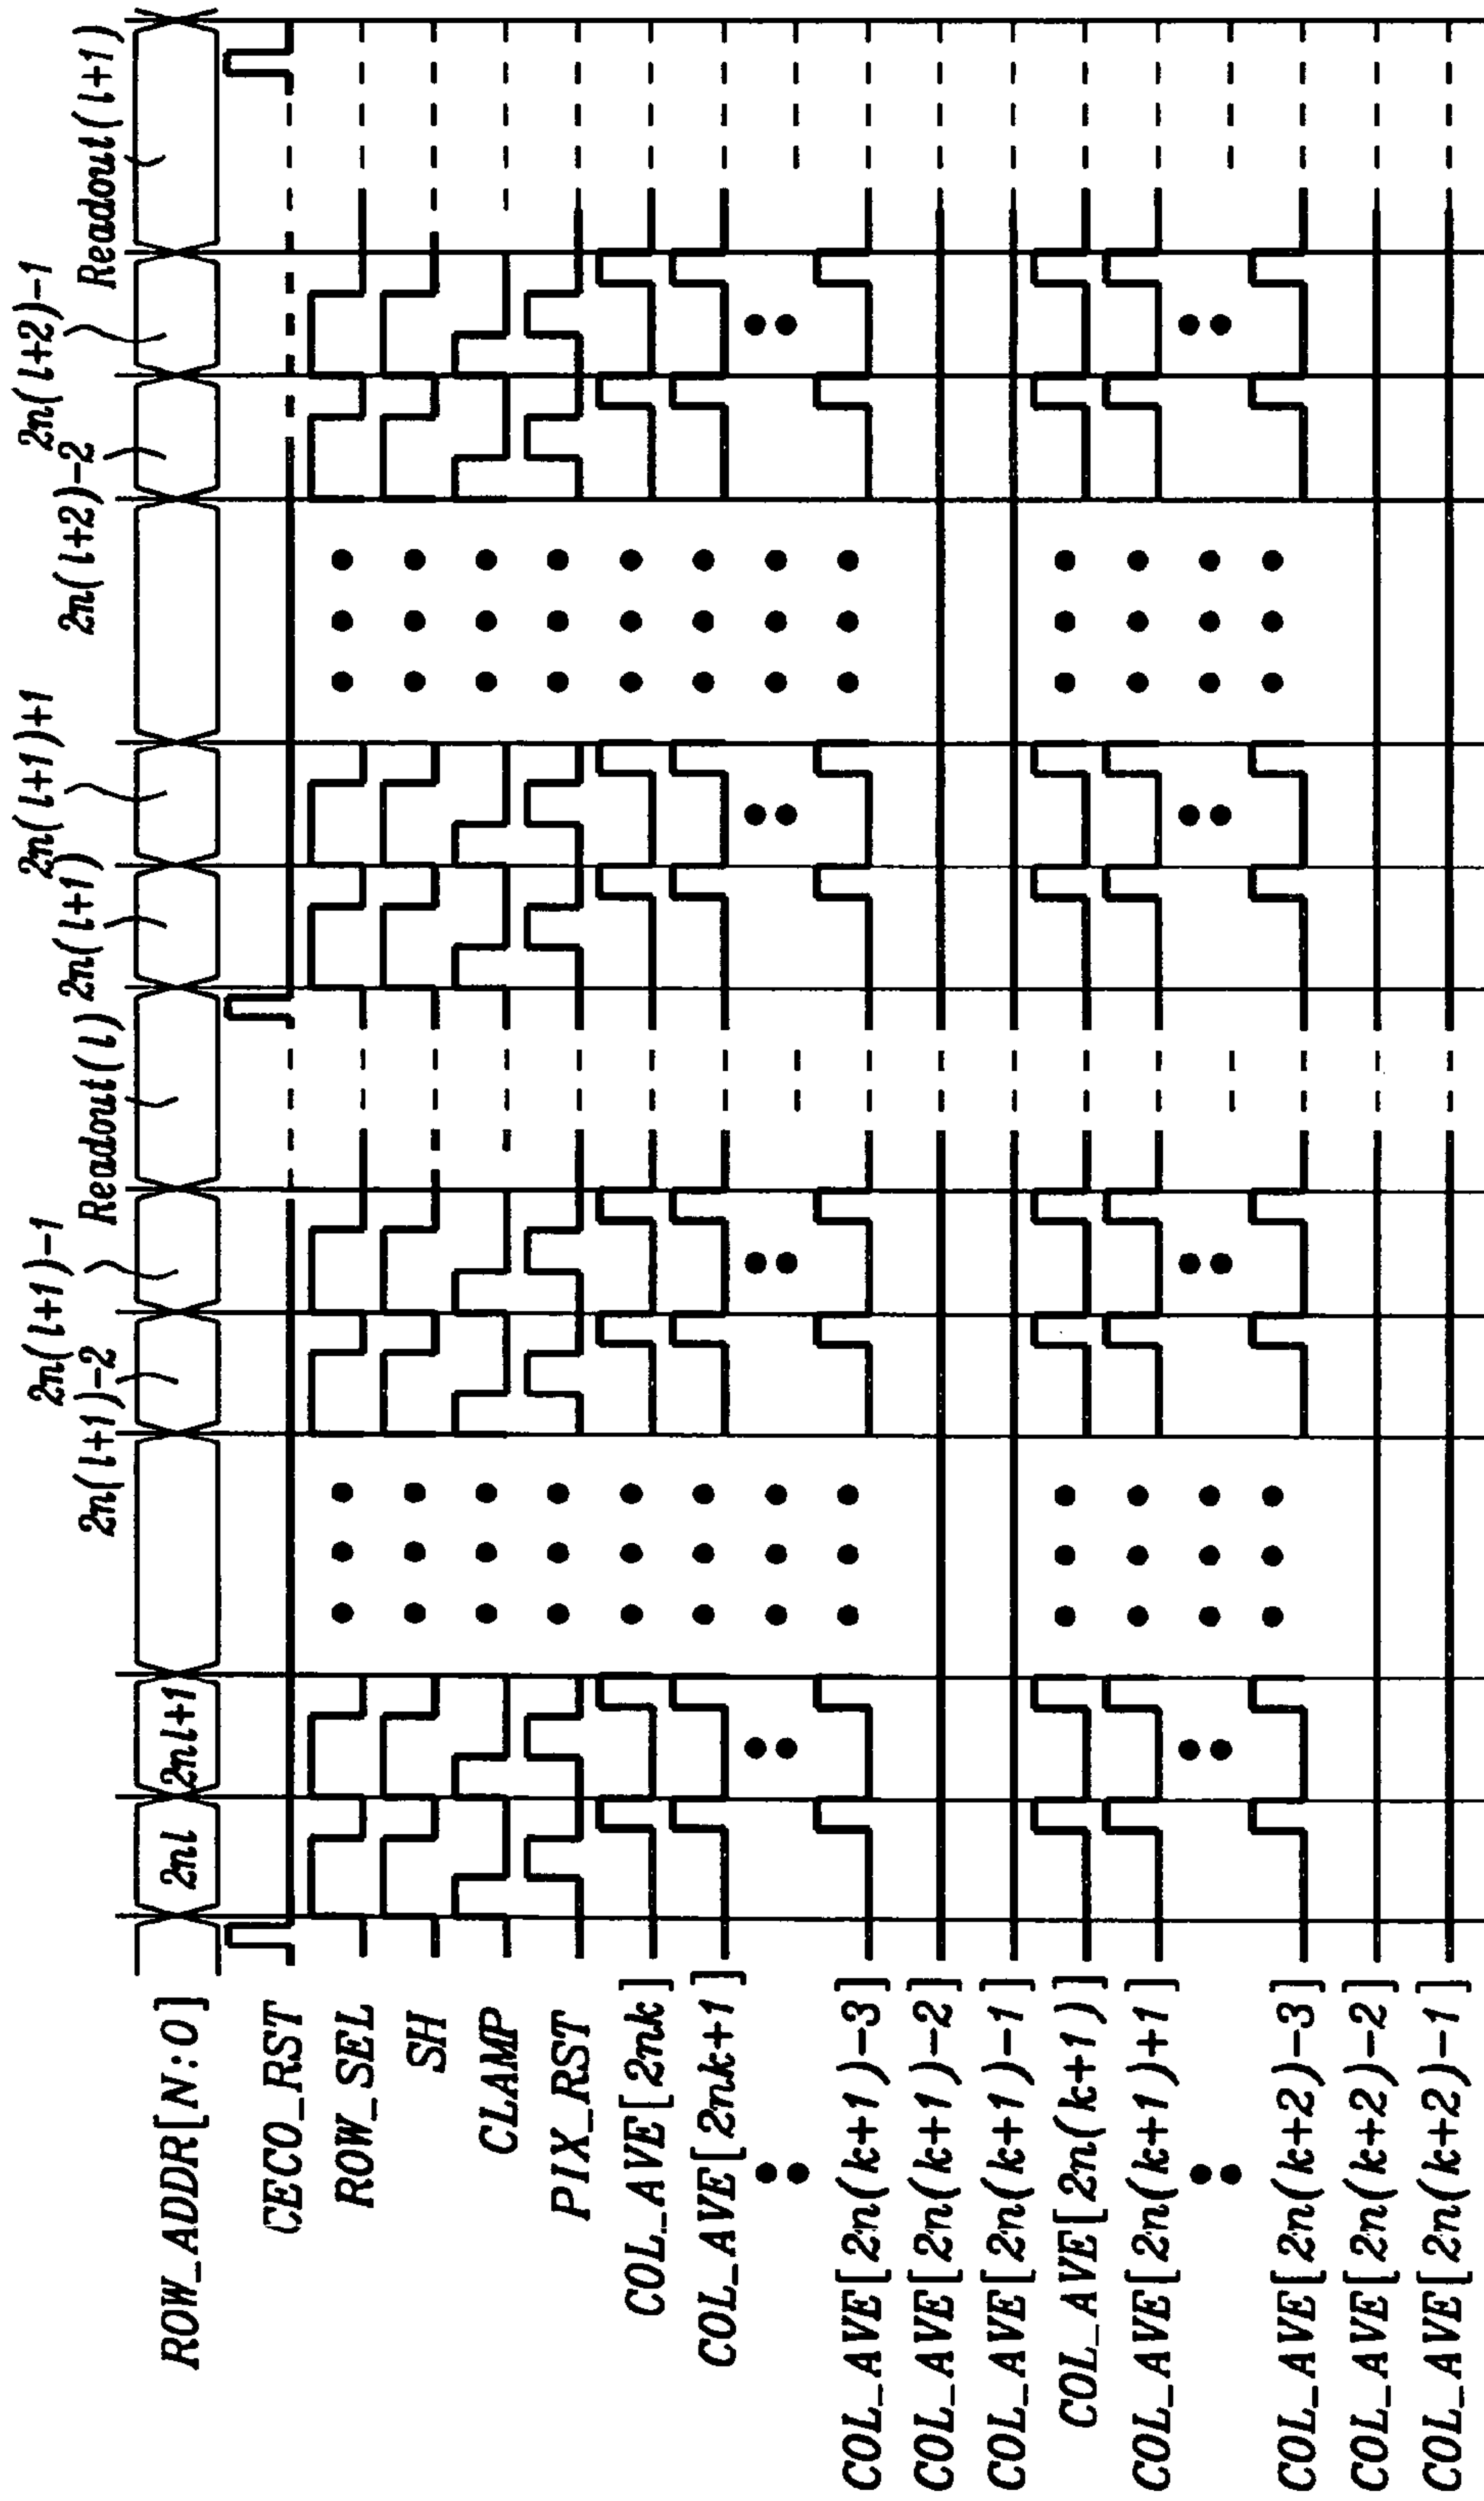 2n(l+1)-1
2n(l+1)+1
2n(l+2)-1
2n(l+1)-2
Readout(l)
2n(l+1)
2n(l+2)-2
Readout(l+1)
ROW_ADDR[N:0]
2nl
2nl+1
CECO_RST
ROW_SEL
SH
CLAMP
PIX_RST
COL_AVE[2nk]
COL_AVE[2nk+1]
COL_AVE[2n(k+1)-3]
COL_AVE[2n(k+1)-2]
COL_AVE[2n(k+1)-1]
COL_AVE[2n(k+1)]
COL_AVE[2n(k+1)+1]
COL_AVE[2n(k+2)-3]
COL_AVE[2n(k+2)-2]
COL_AVE[2n(k+2)-1]